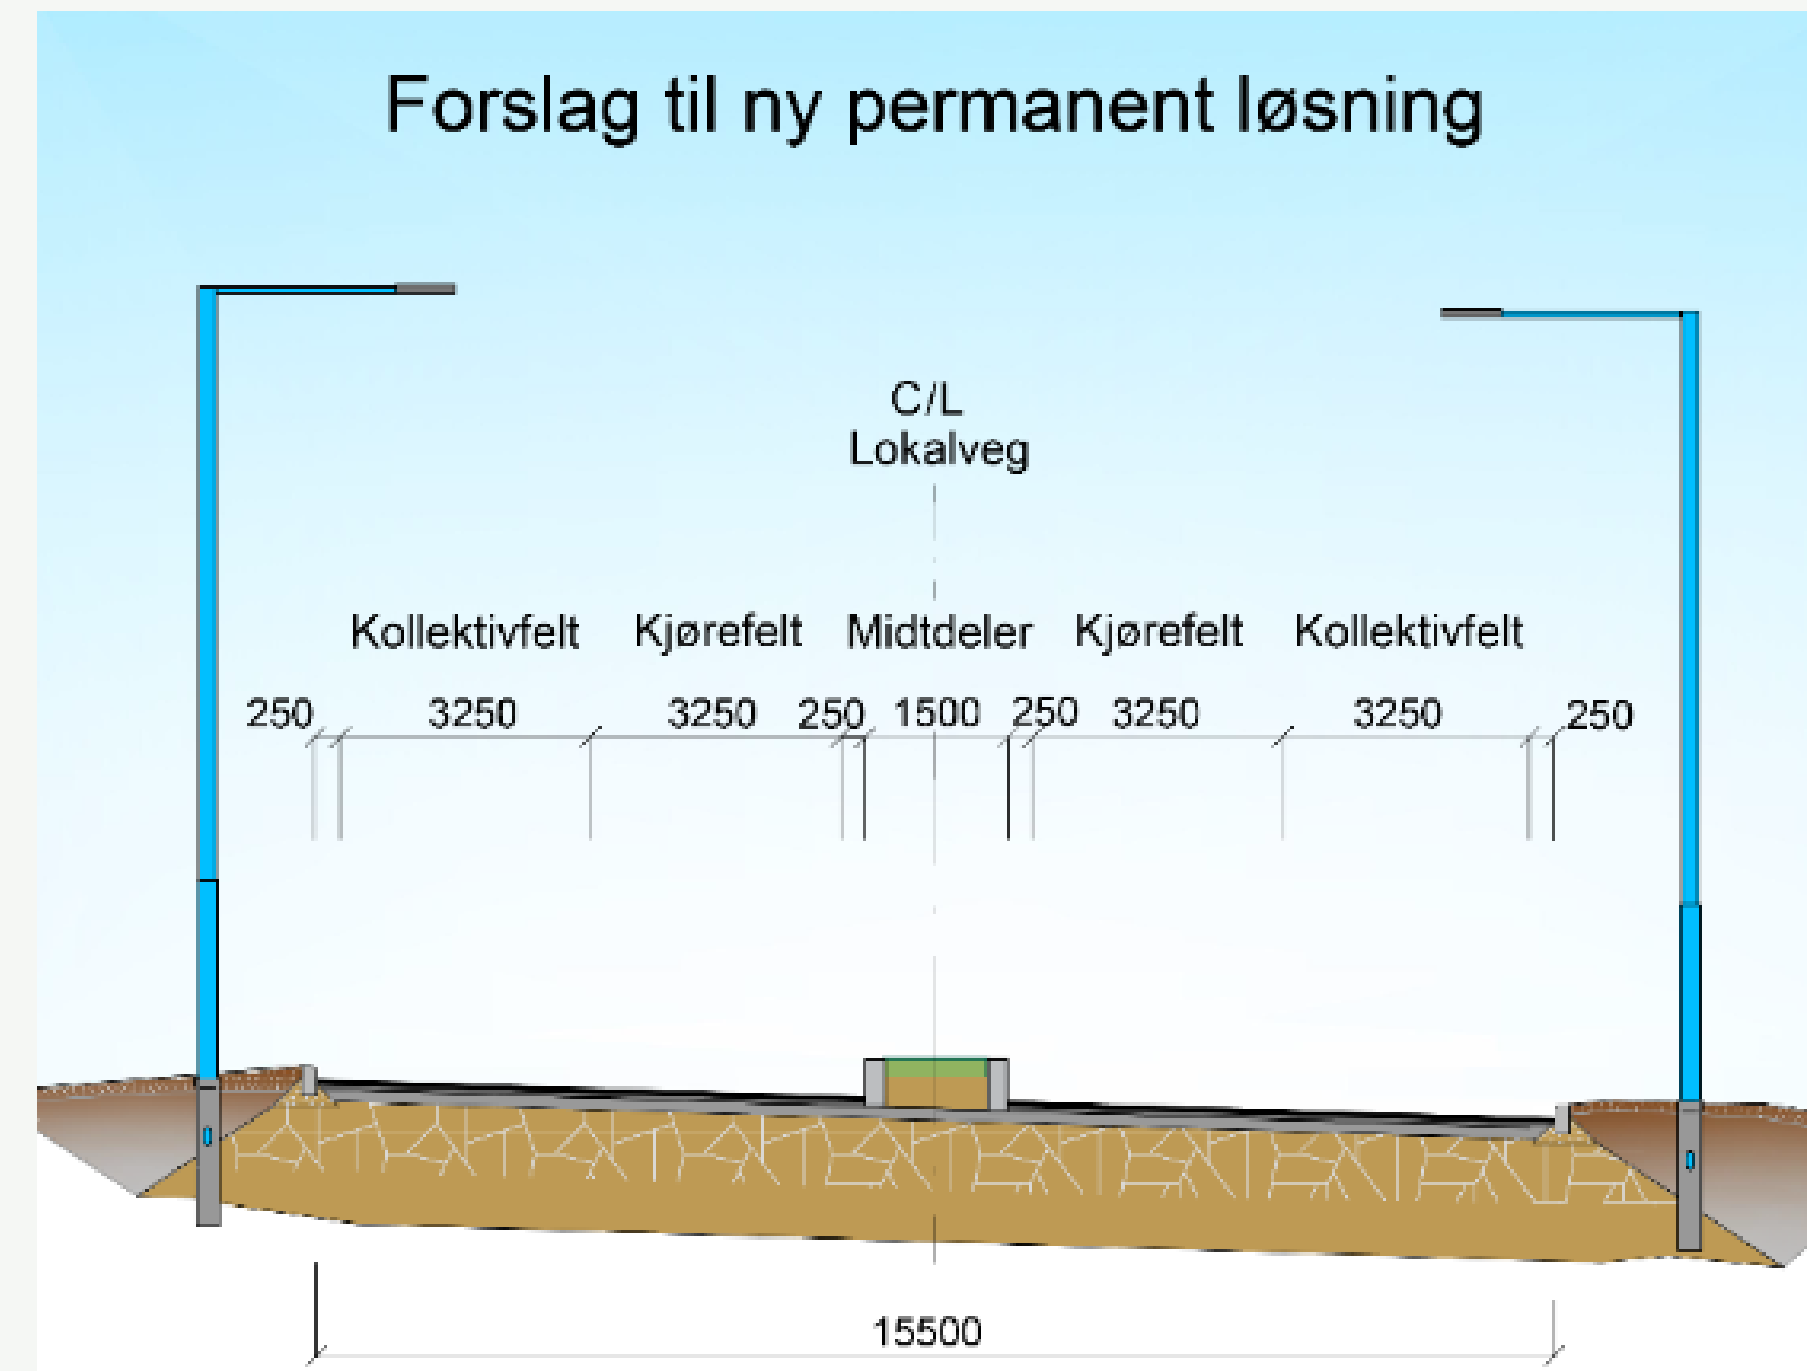 Forslag til ny permanent løsning
C/L
Lokalveg
Kollektivfelt Kjørefelt Midtdeler Kjørefelt Kollektivfelt
250 3250 3250 250 1500 250 3250 3250 250
15500